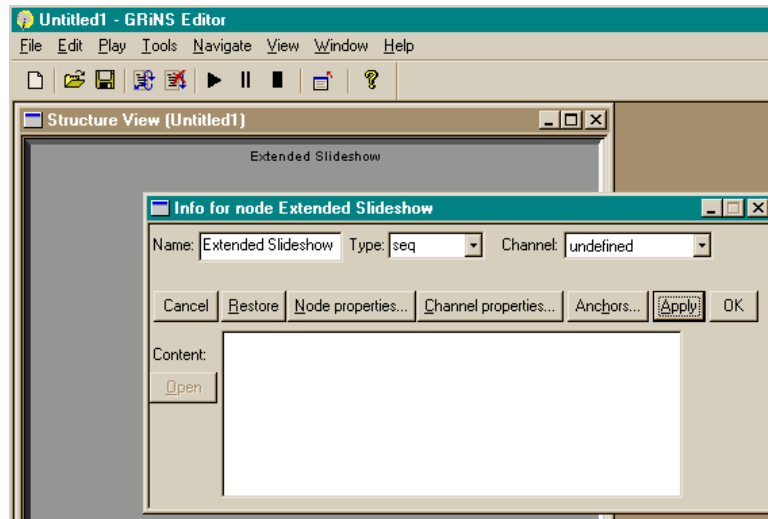 Untitled1 - GRiNS Editor
File Edit Play Tools Navigate View Window Help
Structure View (Untitled1)
Extended Slideshow
Info for node Extended Slideshow
Name: Extended Slideshow Type: seq Channel: undefined
Cancel Restore Node properties... Channel properties... Anchors... Apply OK
Content:
Open